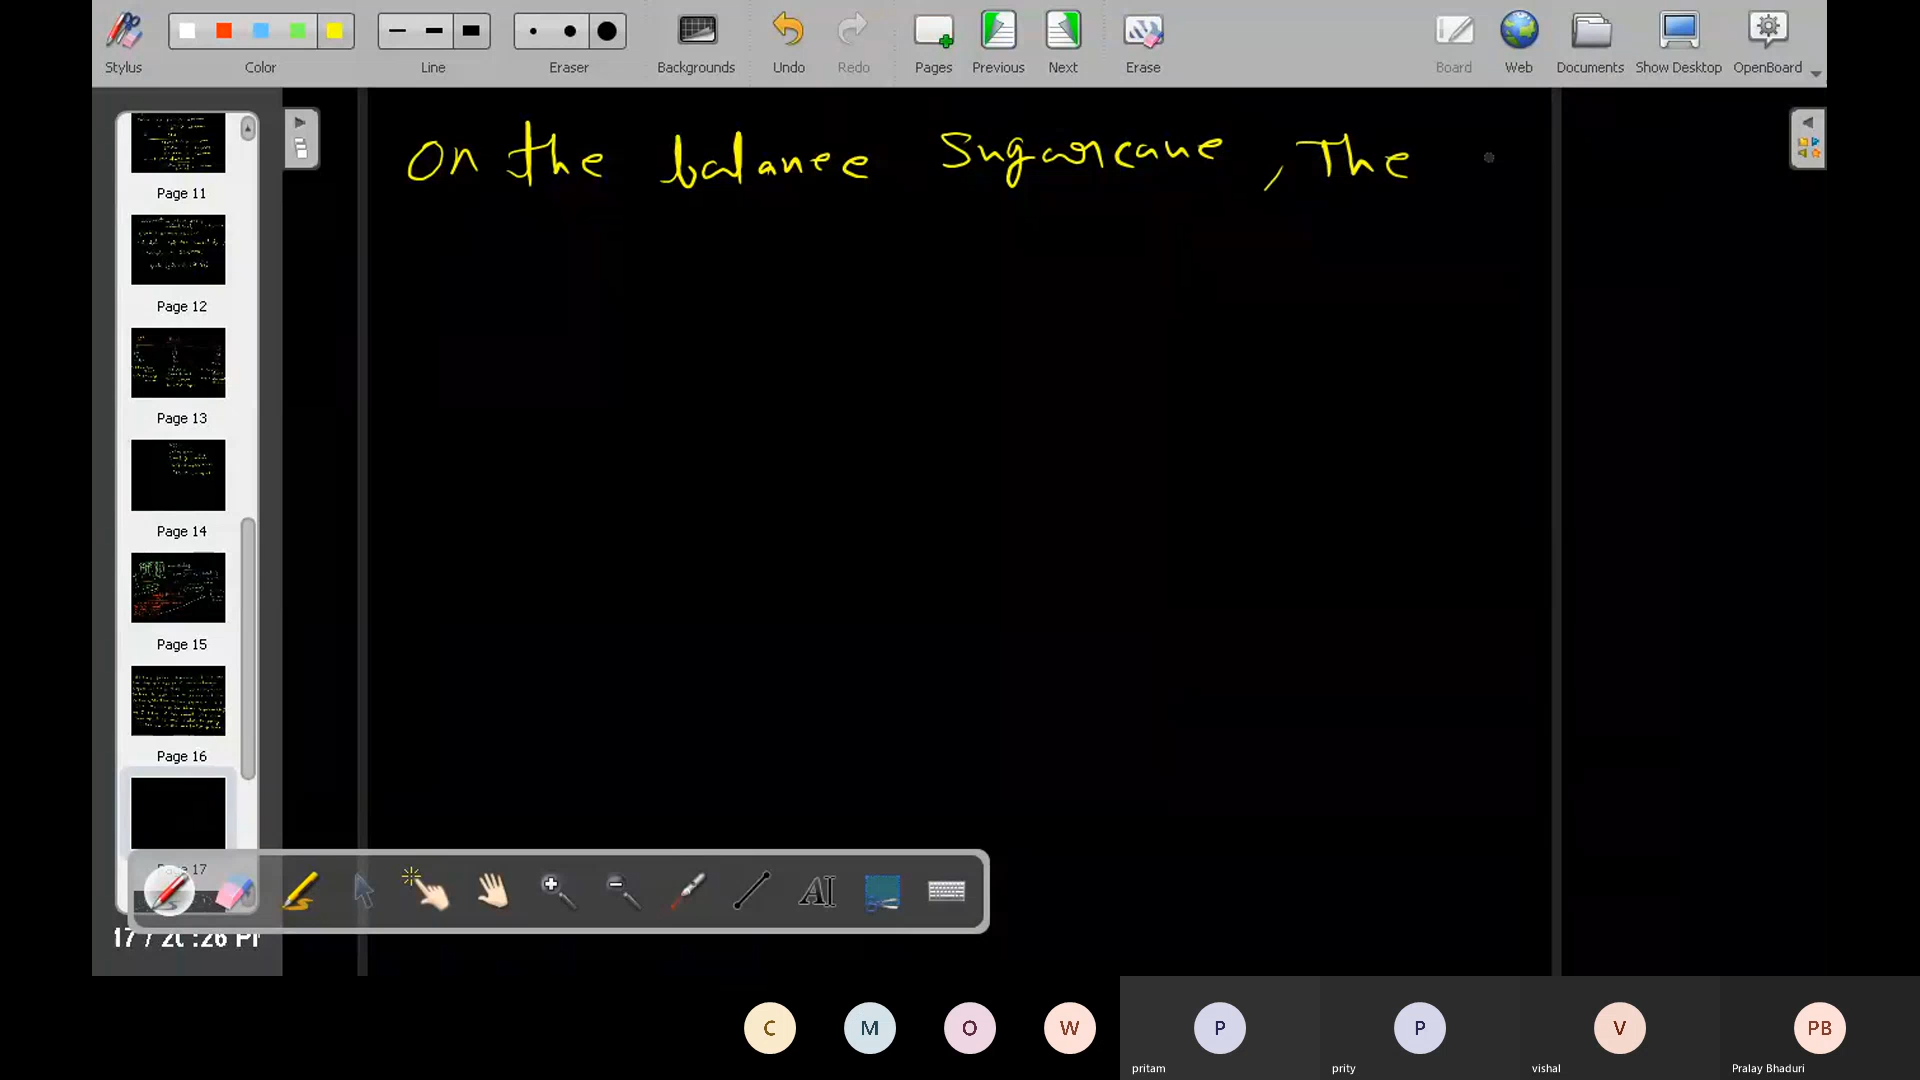 Stylus Color Line Eraser Backgrounds Undo Redo Pages Previous Next Erase Board Web Documents Show Desktop OpenBoard
On the balance Sugarcane, The
Page 11
Page 12
Page 13
Page 14
Page 15
Page 16
Page 17
C M O W P P V PB
pritam prity vishal Pralay Bhaduri